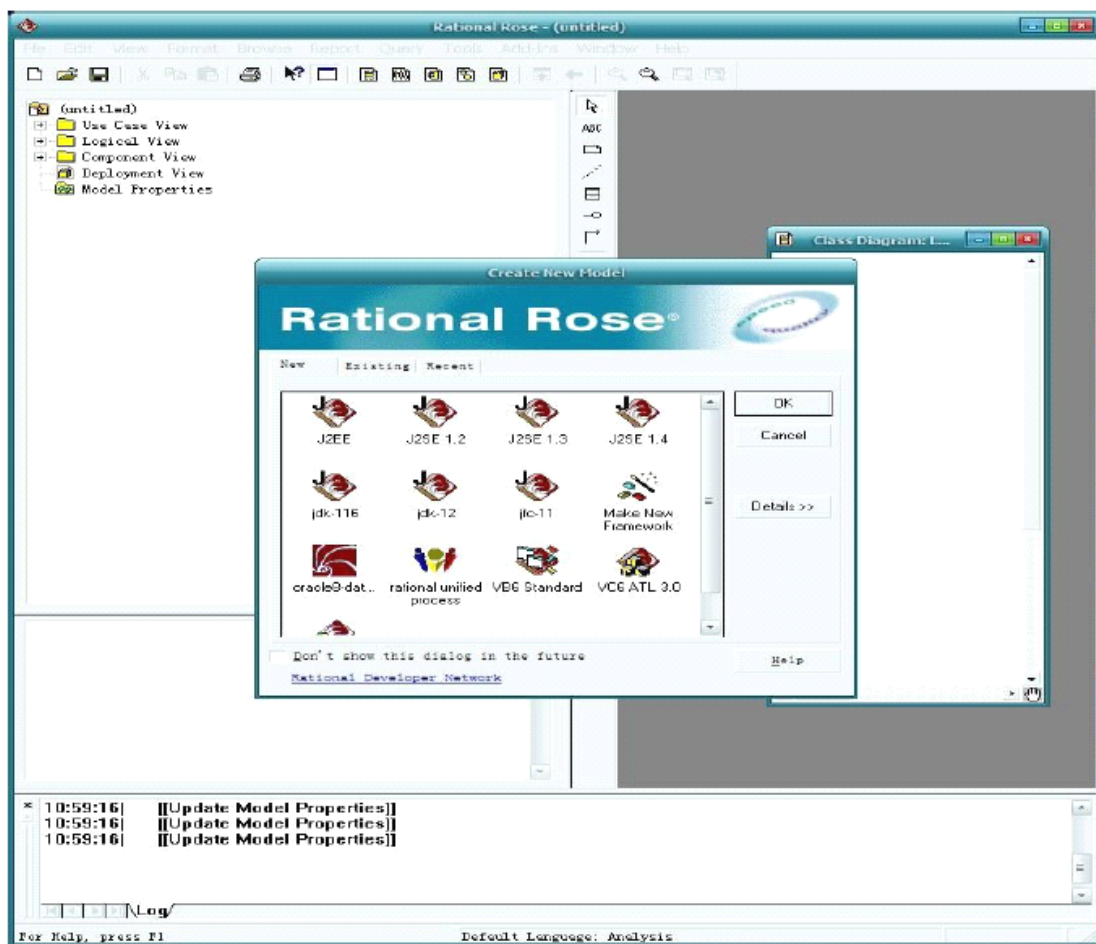 Rational Rose - (untitled)
File Edit View Format Browse Report Query Tools Add-Ins Window Help
(untitled)
Use Case View
Logical View
Component View
Deployment View
Model Properties
ABC
Class Diagram: L...
Create New Model
Rational Rose®
speed
quality
New Existing Recent
J2EE J2SE 1.2 J2SE 1.3 J2SE 1.4
jdk-116 jdk-12 jfc-11 Make New
Framework
oracle8-dat... rational unified
process VB6 Standard VC6 ATL 3.0
OK
Cancel
Details >>
Don't show this dialog in the future
Help
Rational Developer Network
10:59:16| [[Update Model Properties]]
10:59:16| [[Update Model Properties]]
10:59:16| [[Update Model Properties]]
Log
For Help, press F1
Default Language: Analysis